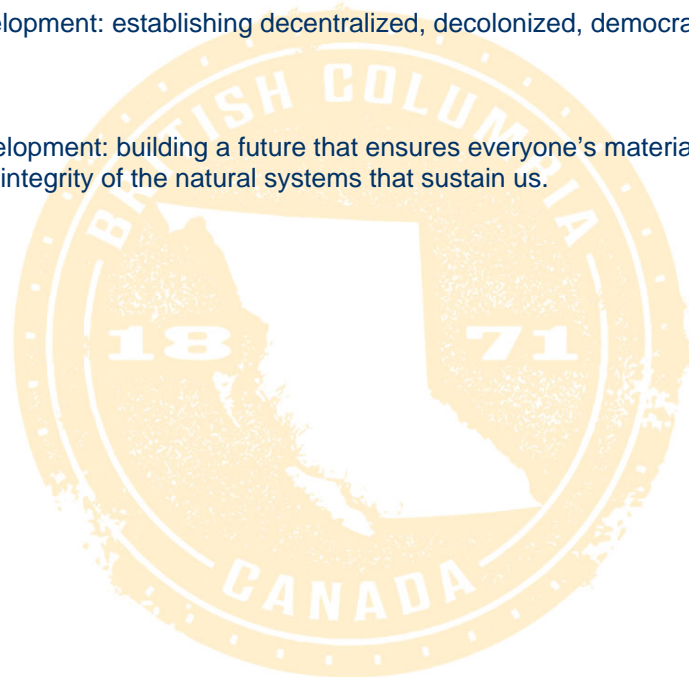 elopment: establishing decentralized, decolonized, democra
BRITISH COLUMBIA
elopment: building a future that ensures everyone’s materia
integrity of the natural systems that sustain us.
18 71
CANADA